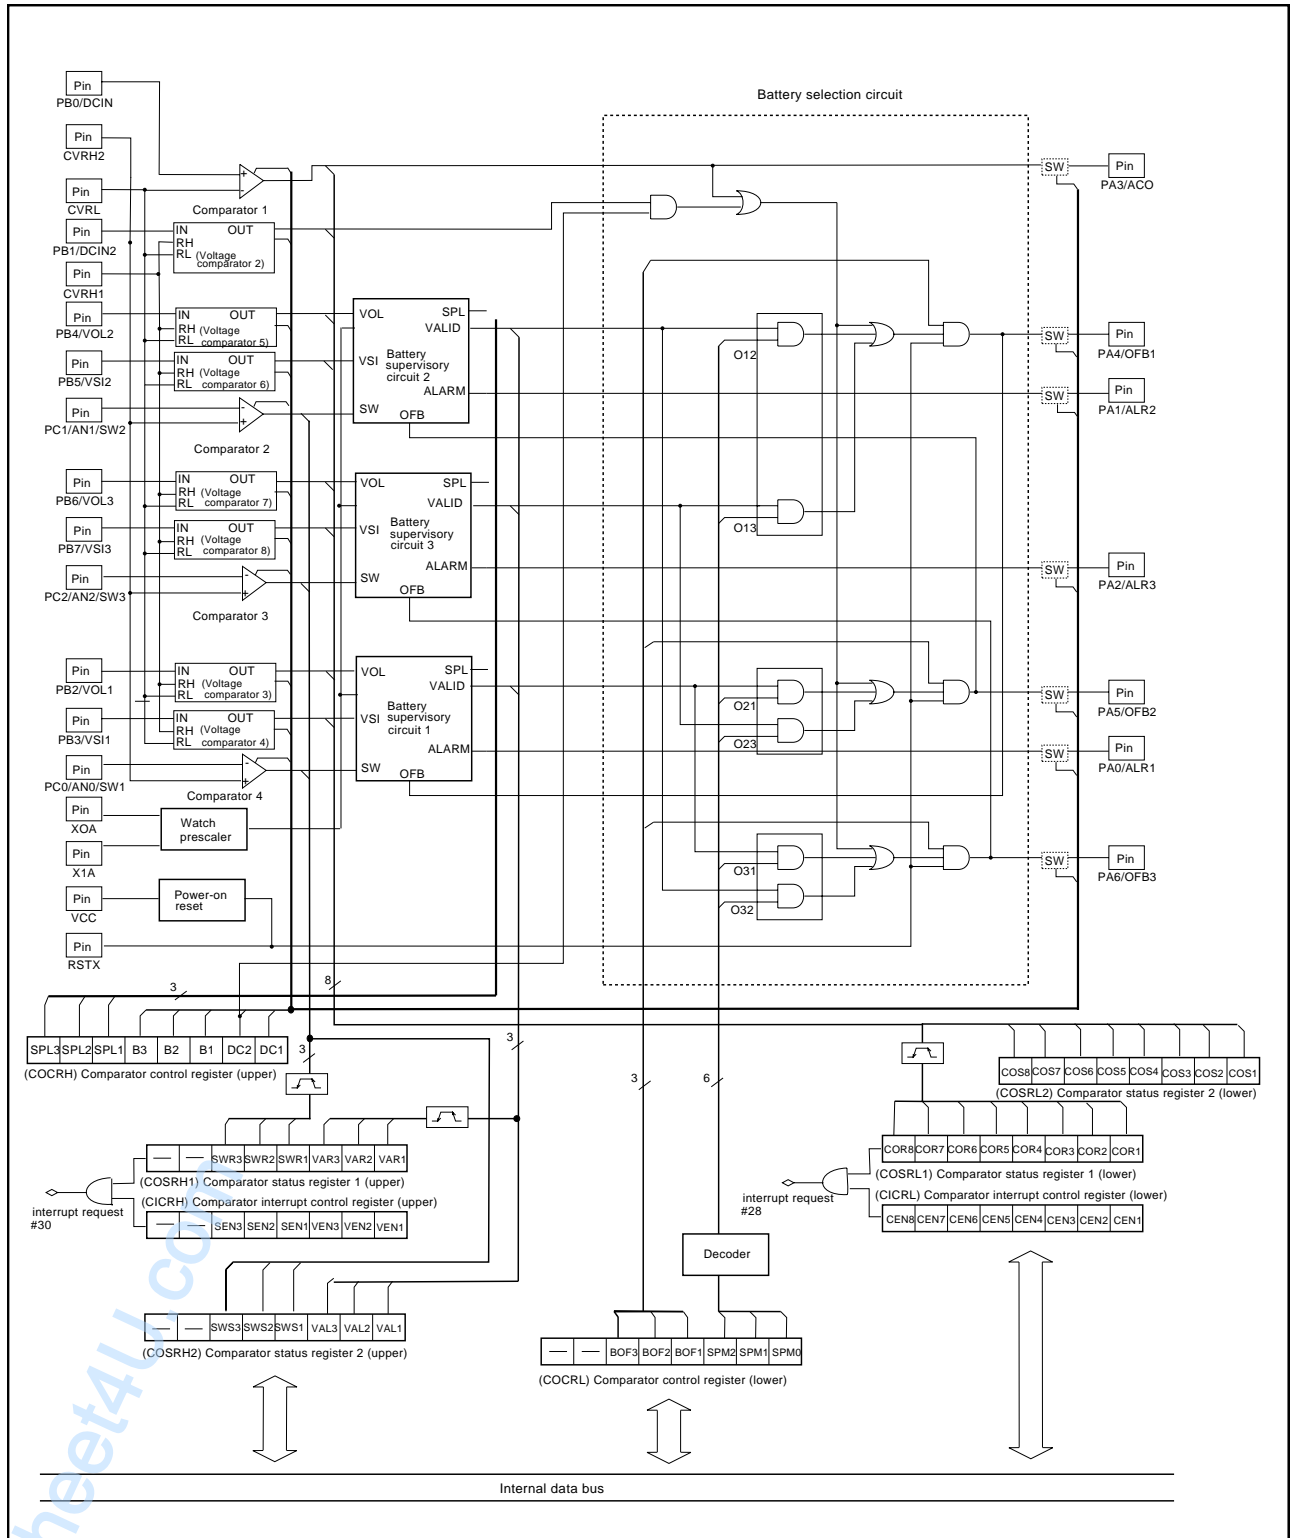 Battery selection circuit
Pin
PB0/DCIN
Pin
CVRH2
Pin
CVRL
Comparator 1
SW
Pin
PA3/ACO
Pin
PB1/DCIN2
IN OUT
RH
RL (Voltage
comparator 2)
Pin
CVRH1
Pin
PB4/VOL2
IN OUT
RH (Voltage
RL comparator 5)
Pin
PB5/VSI2
IN OUT
RH (Voltage
RL comparator 6)
Pin
PC1/AN1/SW2
Comparator 2
VOL SPL
VALID
VSI Battery
supervisory
circuit 2
ALARM
SW OFB
O12
O13
SW
Pin
PA4/OFB1
SW
Pin
PA1/ALR2
Pin
PB6/VOL3
IN OUT
RH (Voltage
RL comparator 7)
Pin
PB7/VSI3
IN OUT
RH (Voltage
RL comparator 8)
Pin
PC2/AN2/SW3
Comparator 3
VOL SPL
VALID
VSI Battery
supervisory
circuit 3
ALARM
SW
OFB
SW
Pin
PA2/ALR3
Pin
PB2/VOL1
IN OUT
RH (Voltage
RL comparator 3)
Pin
PB3/VSI1
IN OUT
RH (Voltage
RL comparator 4)
Pin
PC0/AN0/SW1
Comparator 4
VOL SPL
VALID
VSI Battery
supervisory
circuit 1
ALARM
SW OFB
O21
O23
SW
Pin
PA5/OFB2
SW
Pin
PA0/ALR1
Pin
XOA
Watch
prescaler
Pin
X1A
O31
O32
SW
Pin
PA6/OFB3
Pin
VCC
Power-on
reset
Pin
RSTX
3
8
SPL3 SPL2 SPL1 B3 B2 B1 DC2 DC1
(COCRH) Comparator control register (upper)
3
3
3
6
COS8 COS7 COS6 COS5 COS4 COS3 COS2 COS1
(COSRL2) Comparator status register 2 (lower)
— — SWR3 SWR2 SWR1 VAR3 VAR2 VAR1
(COSRH1) Comparator status register 1 (upper)
(CICRH) Comparator interrupt control register (upper)
— — SEN3 SEN2 SEN1 VEN3 VEN2 VEN1
interrupt request
#30
COR8 COR7 COR6 COR5 COR4 COR3 COR2 COR1
(COSRL1) Comparator status register 1 (lower)
(CICRL) Comparator interrupt control register (lower)
CEN8 CEN7 CEN6 CEN5 CEN4 CEN3 CEN2 CEN1
interrupt request
#28
Decoder
— — SWS3 SWS2 SWS1 VAL3 VAL2 VAL1
(COSRH2) Comparator status register 2 (upper)
— — BOF3 BOF2 BOF1 SPM2 SPM1 SPM0
(COCRL) Comparator control register (lower)
Internal data bus
heet4U.com